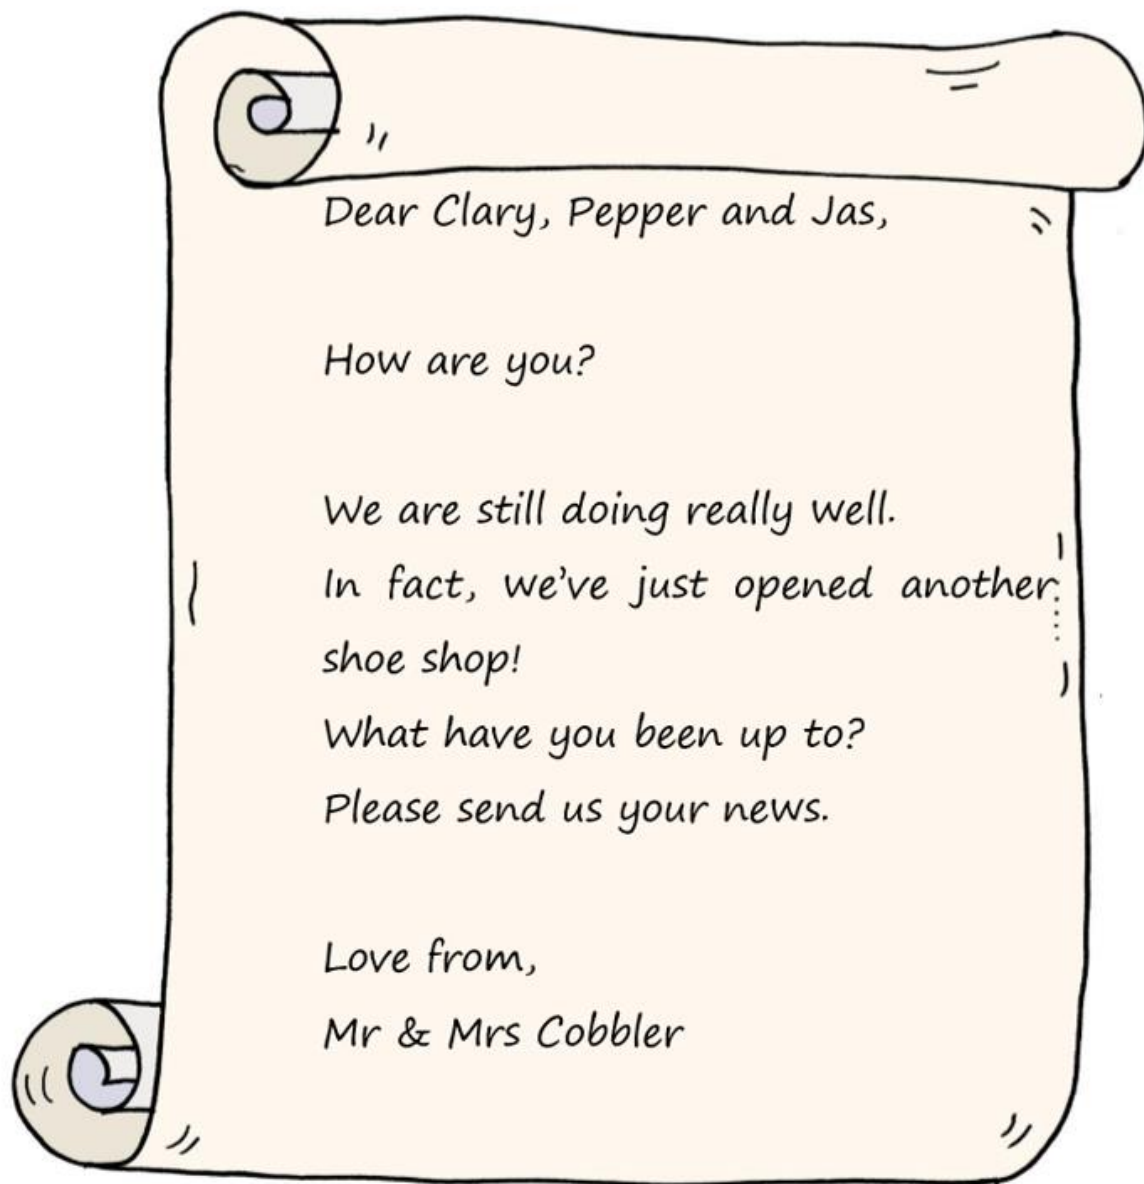 Dear Clary, Pepper and Jas,
How are you?
We are still doing really well.
In fact, we've just opened another
shoe shop!
What have you been up to?
Please send us your news.
Love from,
Mr & Mrs Cobbler